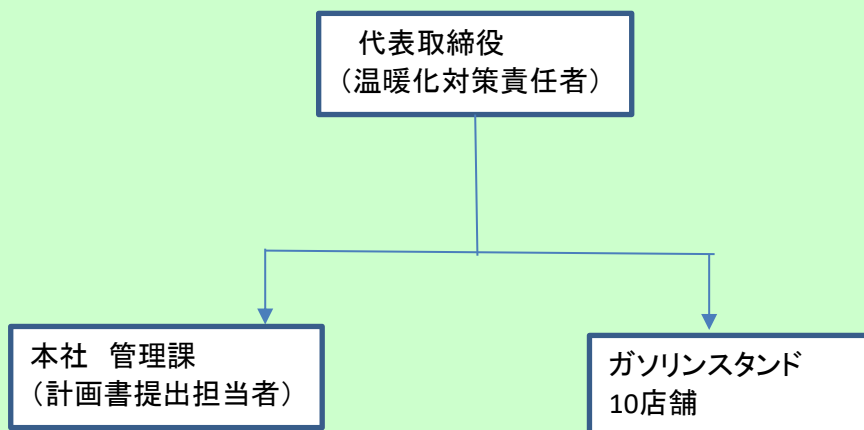 代表取締役
（温暖化対策責任者）
本社　管理課
（計画書提出担当者）
ガソリンスタンド
10店舗